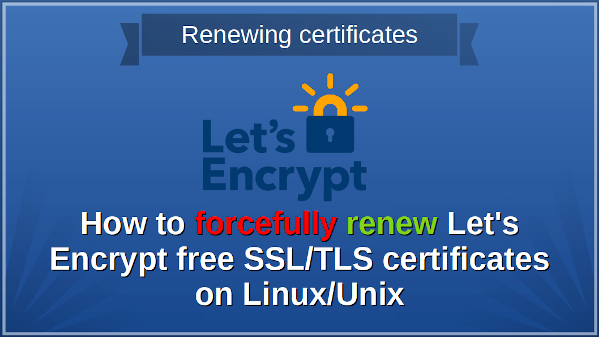 Renewing certificates
Let's
Encrypt
How to forcefully renew Let's
Encrypt free SSL/TLS certificates
on Linux/Unix